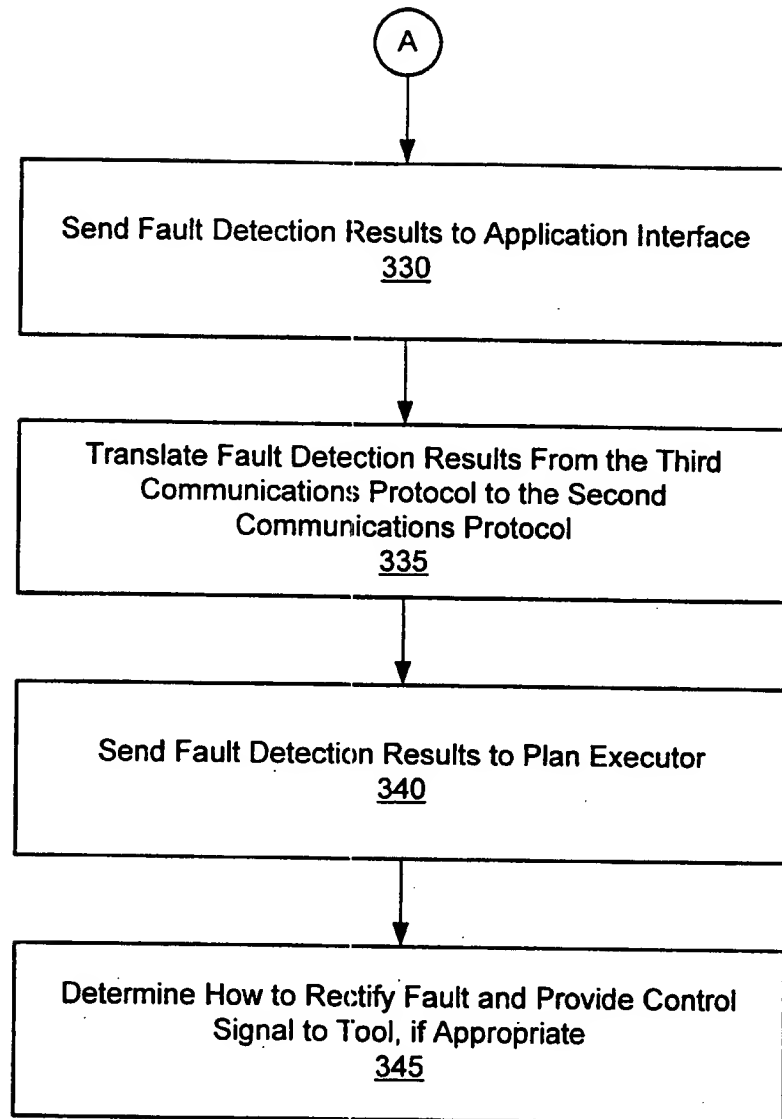 A
Send Fault Detection Results to Application Interface
330
Translate Fault Detection Results From the Third
Communications Protocol to the Second
Communications Protocol
335
Send Fault Detection Results to Plan Executor
340
Determine How to Rectify Fault and Provide Control
Signal to Tool, if Appropriate
345